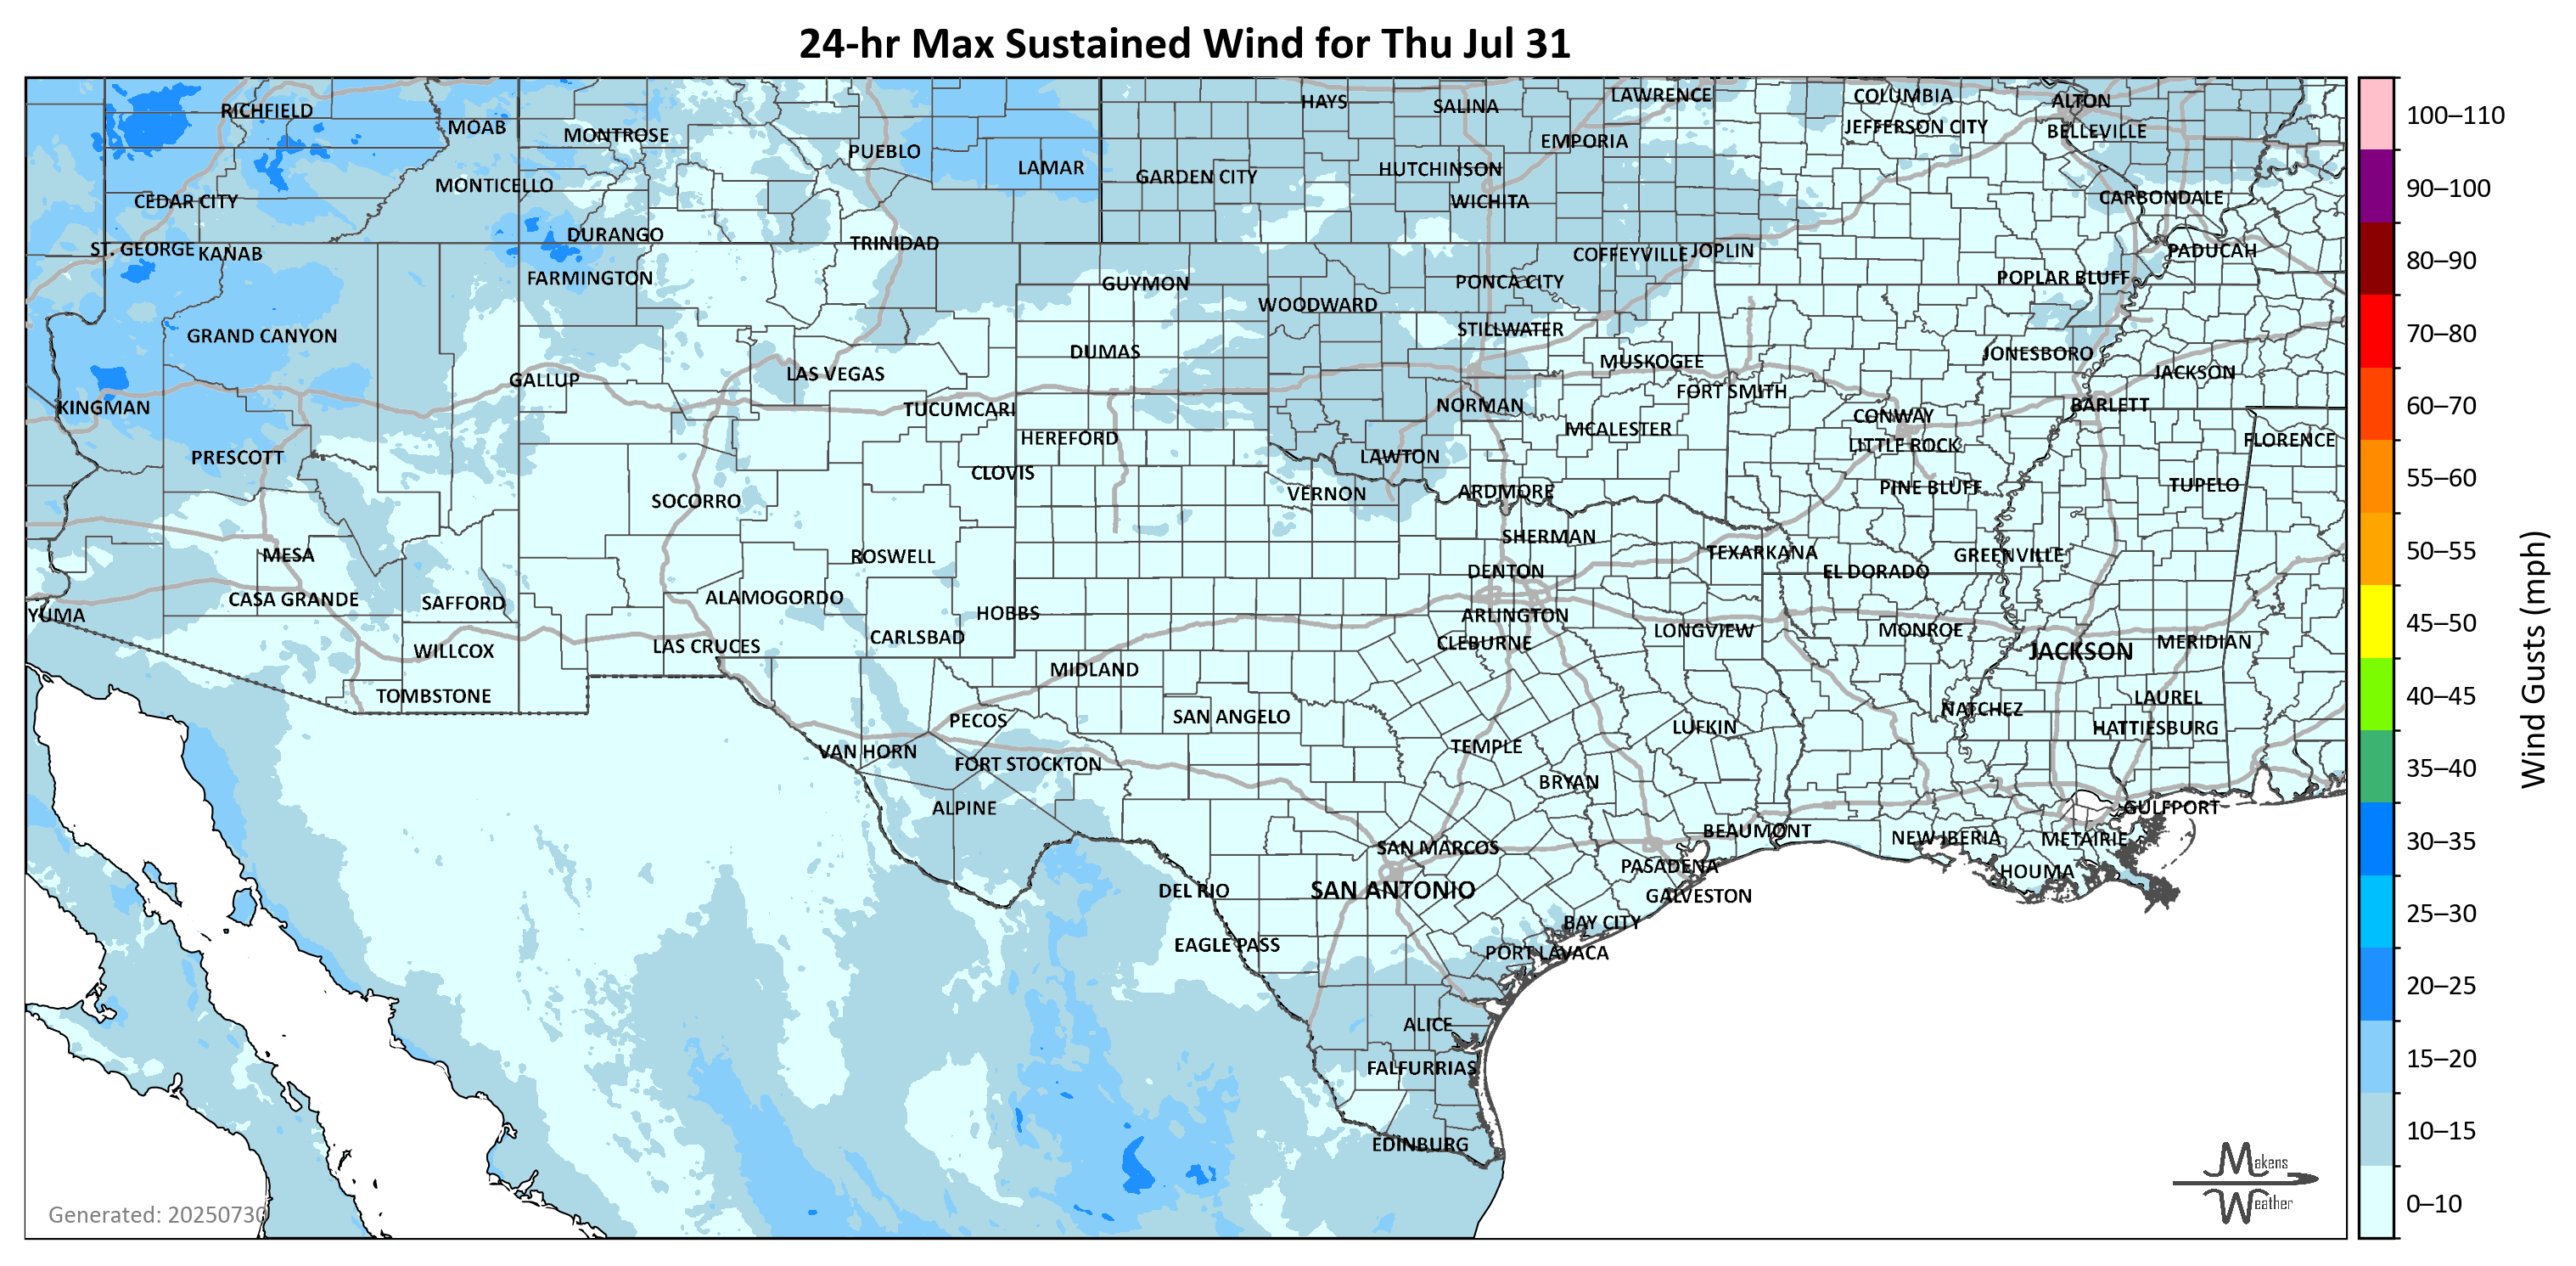 24-hr Max Sustained Wind for Thu Jul 31
RICHFIELD
MOAB
MONTROSE
PUEBLO
LAMAR
HAYS
SALINA
LAWRENCE
COLUMBIA
ALTON
JEFFERSON CITY
BELLEVILLE
EMPORIA
GARDEN CITY
HUTCHINSON
WICHITA
CARBONDALE
MONTICELLO
CEDAR CITY
DURANGO
TRINIDAD
ST. GEORGE
KANAB
FARMINGTON
GUYMON
WOODWARD
PONCA CITY
COFFEYVILLE
JOPLIN
PADUCAH
POPLAR BLUFF
GRAND CANYON
DUMAS
STILLWATER
MUSKOGEE
JONESBORO
JACKSON
GALLUP
LAS VEGAS
FORT SMITH
KINGMAN
TUCUMCARI
NORMAN
CONWAY
BARLETT
MCALESTER
HEREFORD
LITTLE ROCK
FLORENCE
PRESCOTT
CLOVIS
LAWTON
SOCORRO
VERNON
ARDMORE
PINE BLUFF
TUPELO
MESA
ROSWELL
SHERMAN
TEXARKANA
GREENVILLE
DENTON
EL DORADO
CASA GRANDE
SAFFORD
ALAMOGORDO
HOBBS
ARLINGTON
YUMA
WILLCOX
LAS CRUCES
CARLSBAD
CLEBURNE
LONGVIEW
MONROE
JACKSON
MERIDIAN
MIDLAND
TOMBSTONE
PECOS
SAN ANGELO
LUFKIN
NATCHEZ
LAUREL
HATTIESBURG
VAN HORN
FORT STOCKTON
TEMPLE
BRYAN
ALPINE
GULFPORT
BEAUMONT
NEW IBERIA
METAIRIE
SAN MARCOS
PASADENA
HOUMA
DEL RIO
SAN ANTONIO
GALVESTON
BAY CITY
EAGLE PASS
PORT LAVACA
ALICE
FALFURRIAS
EDINBURG
Generated: 20250730
Makens
Weather
100–110
90–100
80–90
70–80
60–70
55–60
50–55
45–50
40–45
35–40
30–35
25–30
20–25
15–20
10–15
0–10
Wind Gusts (mph)